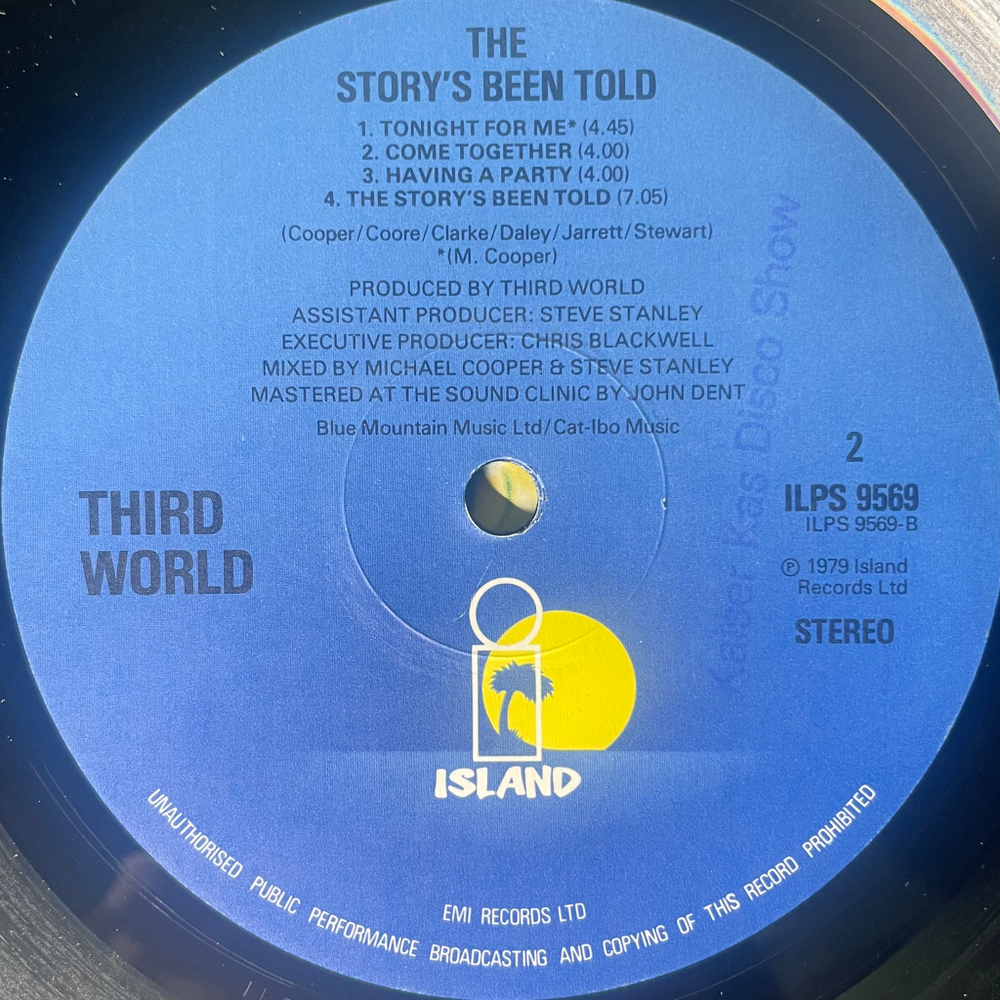 THE
STORY'S BEEN TOLD
1. TONIGHT FOR ME* (4.45)
2. COME TOGETHER (4.00)
3. HAVING A PARTY (4.00)
4. THE STORY'S BEEN TOLD (7.05)
(Cooper/Coore/Clarke/Daley/Jarrett/Stewart)
*(M. Cooper)
PRODUCED BY THIRD WORLD
ASSISTANT PRODUCER: STEVE STANLEY
EXECUTIVE PRODUCER: CHRIS BLACKWELL
MIXED BY MICHAEL COOPER & STEVE STANLEY
MASTERED AT THE SOUND CLINIC BY JOHN DENT
Blue Mountain Music Ltd/Cat-Ibo Music
THIRD
WORLD
2
ILPS 9569
ILPS 9569-B
℗ 1979 Island
Records Ltd
STEREO
Kaiser Kas Disco Show
ISLAND
EMI RECORDS LTD
UNAUTHORISED PUBLIC PERFORMANCE BROADCASTING AND COPYING OF THIS RECORD PROHIBITED